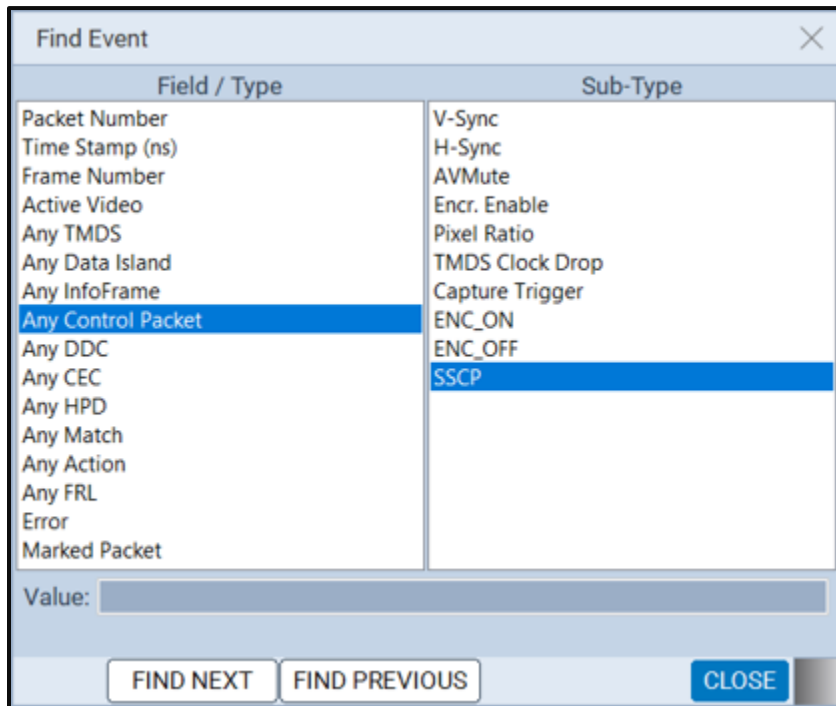 Find Event
Field / Type
Sub-Type
Packet Number
Time Stamp (ns)
Frame Number
Active Video
Any TMDS
Any Data Island
Any InfoFrame
Any Control Packet
Any DDC
Any CEC
Any HPD
Any Match
Any Action
Any FRL
Error
Marked Packet
V-Sync
H-Sync
AVMute
Encr. Enable
Pixel Ratio
TMDS Clock Drop
Capture Trigger
ENC_ON
ENC_OFF
SSCP
Value:
FIND NEXT
FIND PREVIOUS
CLOSE